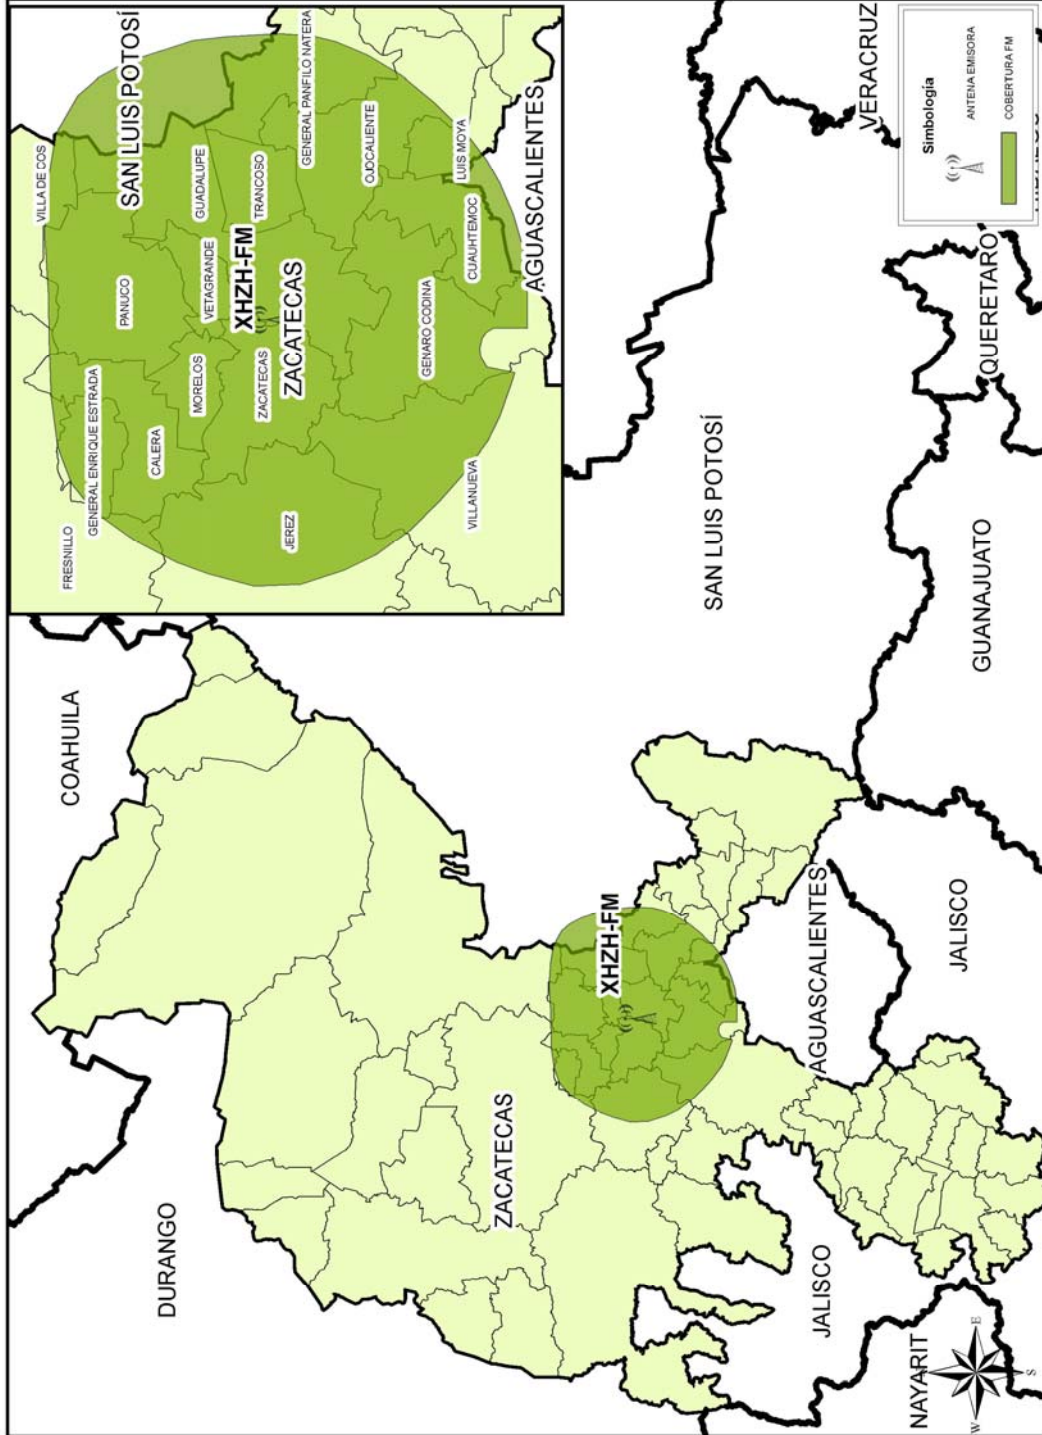 COAHUILA
DURANGO
ZACATECAS
SAN LUIS POTOSÍ
XHZH-FM
AGUASCALIENTES
JALISCO
JALISCO
NAYARIT
GUANAJUATO
QUERETARO
VERACRUZ
W
E
S
VILLA DE COS
SAN LUIS POTOSÍ
FRESNILLO
GENERAL ENRIQUE ESTRADA
PANUCO
CALERA
MORELOS
VETAGRANDE
GUADALUPE
XHZH-FM
TRANCOSO
ZACATECAS
ZACATECAS
JEREZ
GENERAL PANFILO NATERA
OJOCALIENTE
GENARO CODINA
LUIS MOYA
CUAUHTEMOC
VILLANUEVA
AGUASCALIENTES
Simbología
ANTENA EMISORA
COBERTURA FM